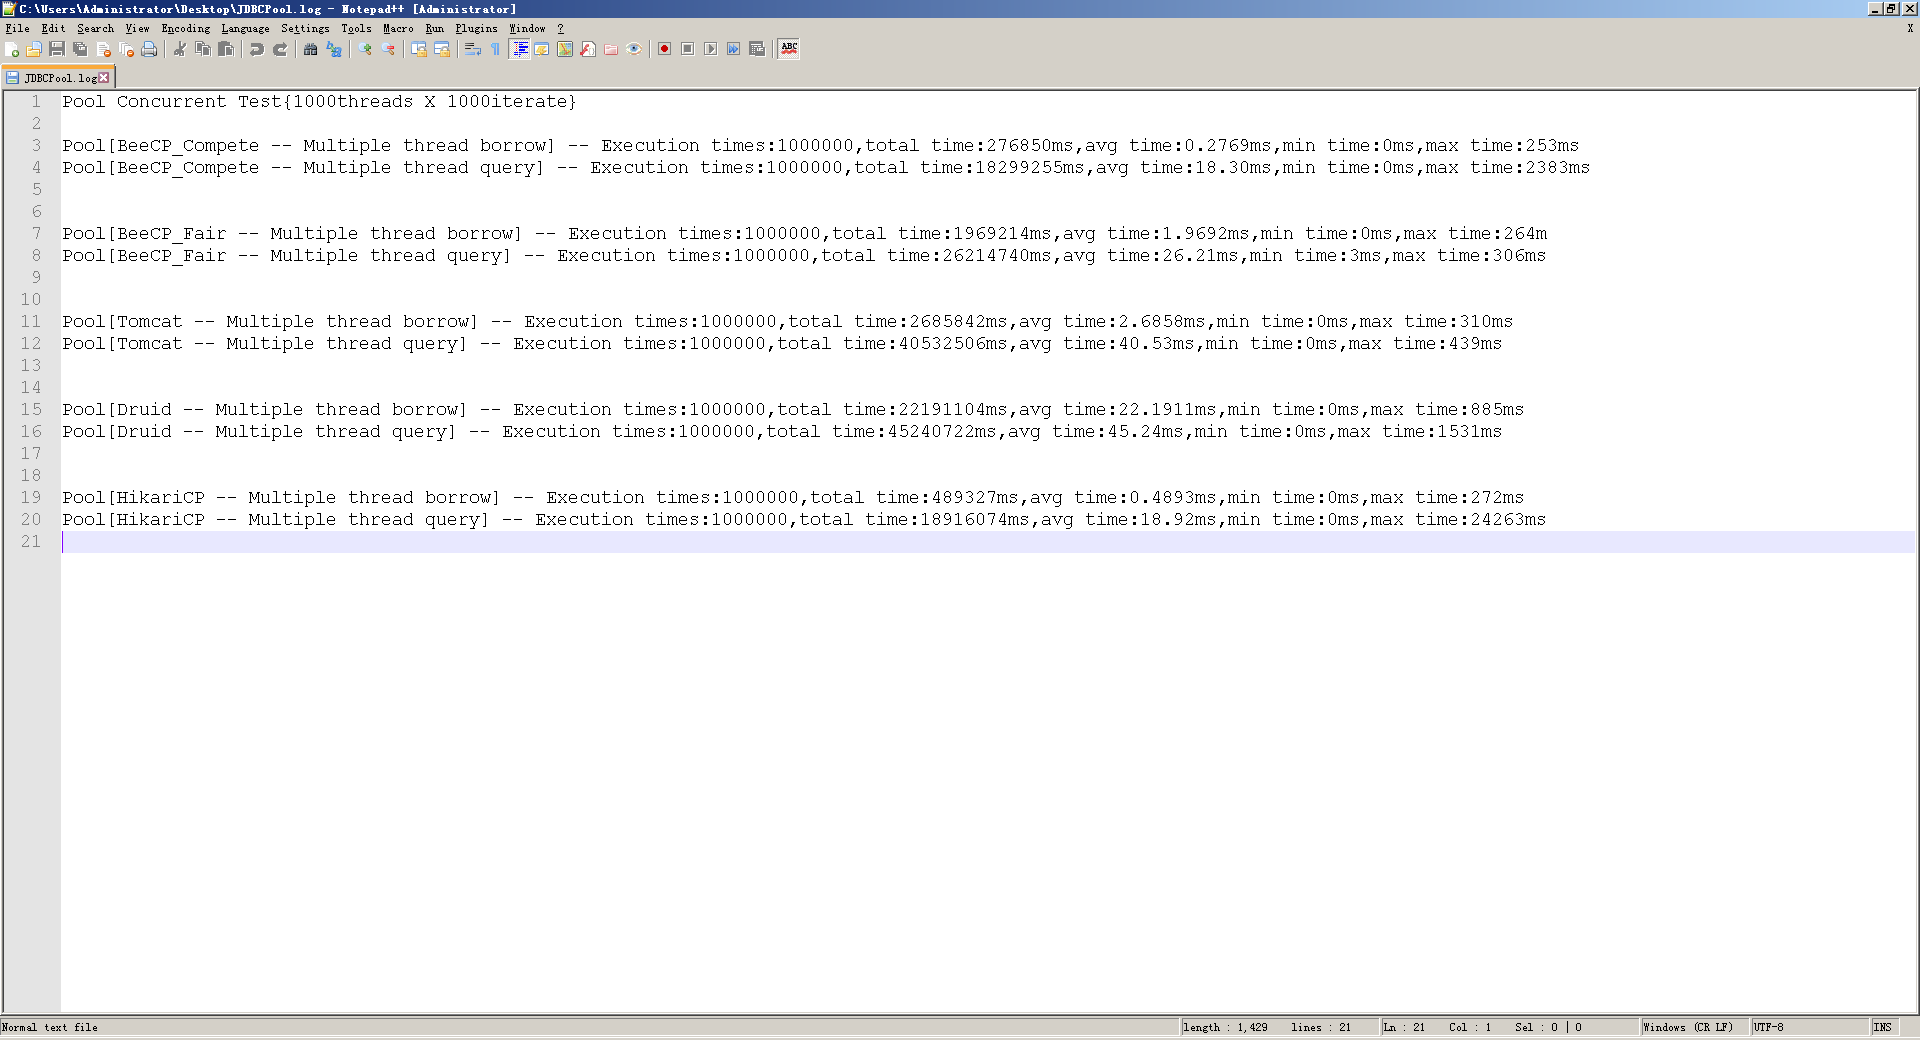 C:\Users\Administrator\Desktop\JDBCPool.log - Notepad++ [Administrator]
File Edit Search View Encoding Language Settings Tools Macro Run Plugins Window ? X
ABC
JDBCPool.log
1 Pool Concurrent Test{1000threads X 1000iterate}
2
3 Pool[BeeCP_Compete -- Multiple thread borrow] -- Execution times:1000000,total time:276850ms,avg time:0.2769ms,min time:0ms,max time:253ms
4 Pool[BeeCP_Compete -- Multiple thread query] -- Execution times:1000000,total time:18299255ms,avg time:18.30ms,min time:0ms,max time:2383ms
5
6
7 Pool[BeeCP_Fair -- Multiple thread borrow] -- Execution times:1000000,total time:1969214ms,avg time:1.9692ms,min time:0ms,max time:264m
8 Pool[BeeCP_Fair -- Multiple thread query] -- Execution times:1000000,total time:26214740ms,avg time:26.21ms,min time:3ms,max time:306ms
9
10
11 Pool[Tomcat -- Multiple thread borrow] -- Execution times:1000000,total time:2685842ms,avg time:2.6858ms,min time:0ms,max time:310ms
12 Pool[Tomcat -- Multiple thread query] -- Execution times:1000000,total time:40532506ms,avg time:40.53ms,min time:0ms,max time:439ms
13
14
15 Pool[Druid -- Multiple thread borrow] -- Execution times:1000000,total time:22191104ms,avg time:22.1911ms,min time:0ms,max time:885ms
16 Pool[Druid -- Multiple thread query] -- Execution times:1000000,total time:45240722ms,avg time:45.24ms,min time:0ms,max time:1531ms
17
18
19 Pool[HikariCP -- Multiple thread borrow] -- Execution times:1000000,total time:489327ms,avg time:0.4893ms,min time:0ms,max time:272ms
20 Pool[HikariCP -- Multiple thread query] -- Execution times:1000000,total time:18916074ms,avg time:18.92ms,min time:0ms,max time:24263ms
21
Normal text file length : 1,429 lines : 21 Ln : 21 Col : 1 Sel : 0 | 0 Windows (CR LF) UTF-8 INS